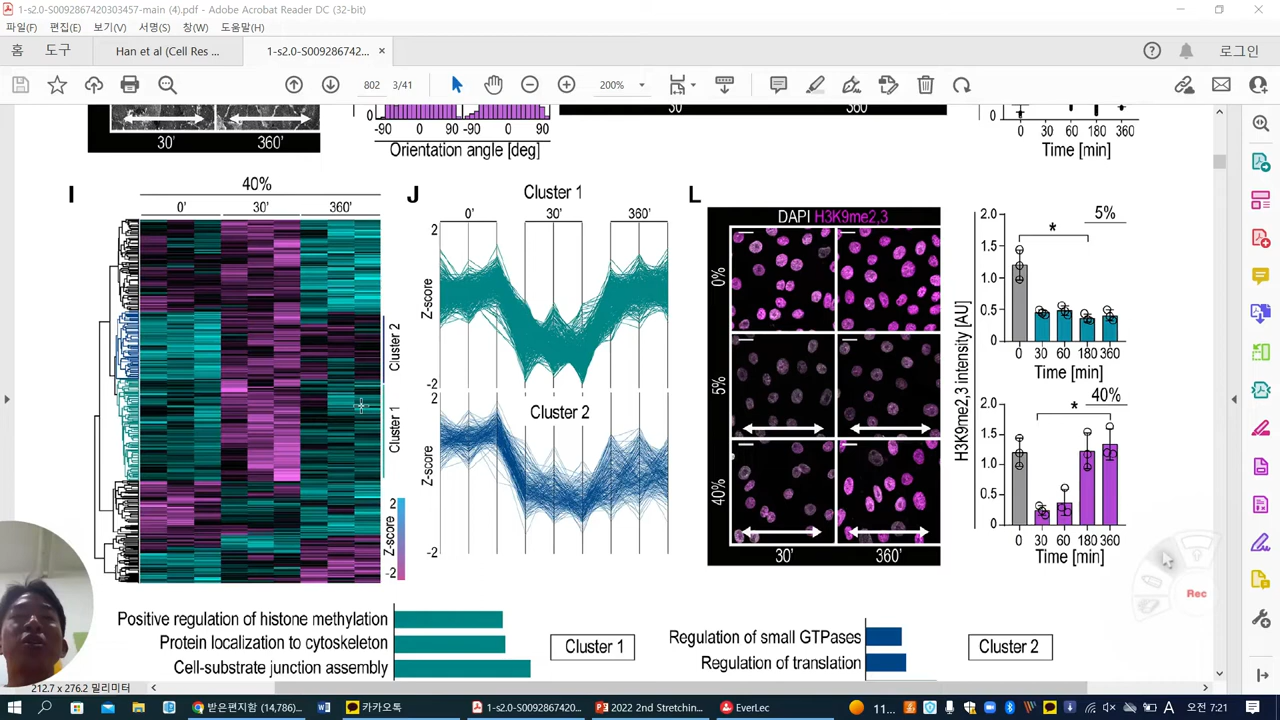 1-s2.0-S0092867420303457-main (4).pdf - Adobe Acrobat Reader DC (32-bit)
파일(F) 편집(E) 보기(V) 서명(S) 창(W) 도움말(H)
홈 도구 Han et al (Cell Res ... 1-s2.0-S009286742... × 로그인
802 3/41 200%
30' 360'
0 -90 0 90 -90 0 90
Orientation angle [deg]
30' 360'
0
0 30 60 180 360
Time [min]
I
40%
0' 30' 360'
Cluster 2
Cluster 1
2
Z-score
-2
J
Cluster 1
0' 30' 360'
2
Z-score
-2
2
Cluster 2
Z-score
-2
L
DAPI H3K9me2,3
0%
5%
40%
30' 360'
H3K9me2,3 intensity [AU]
2.0
5%
*
1.5
1.0
0.5
0
0 30 60 180 360
Time [min]
2.0
40%
*
1.5
1.0
0.5
0
0 30 60 180 360
Time [min]
Rec
Positive regulation of histone methylation
Protein localization to cytoskeleton
Cell-substrate junction assembly
Cluster 1
Regulation of small GTPases
Regulation of translation
Cluster 2
212.7 x 276.2 밀리미터
받은편지함 (14,786)... 카카오톡 1-s2.0-S0092867420... 2022 2nd Stretchin... EverLec 11... A 오전 7:21